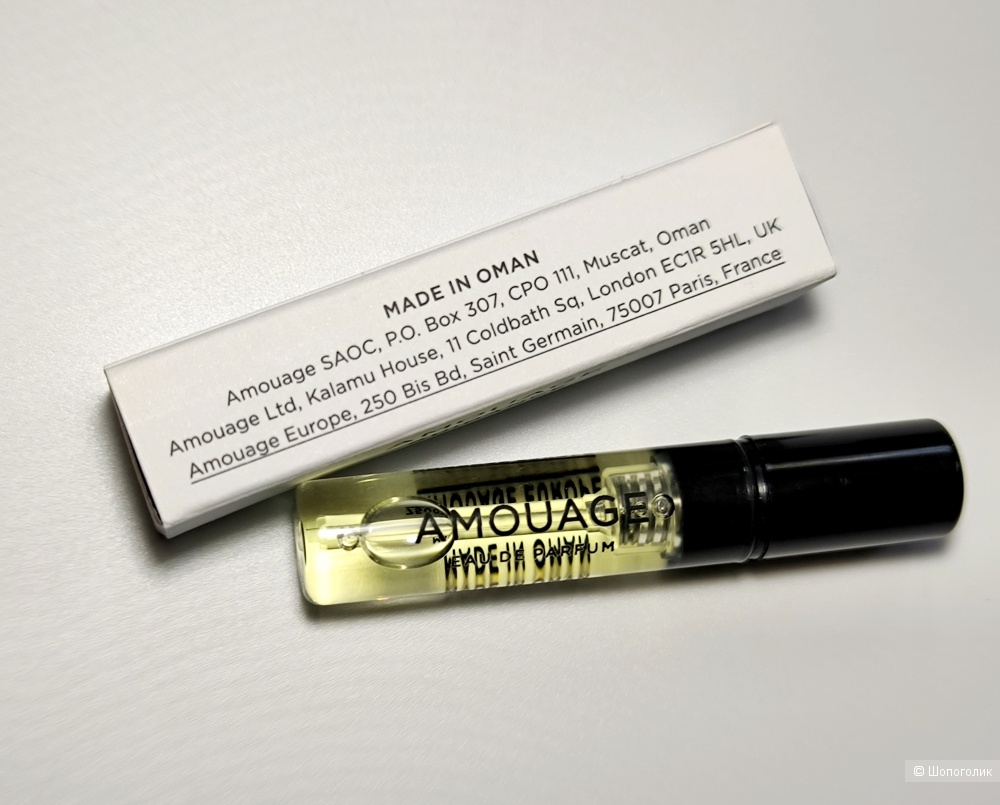 MADE IN OMAN
Amouage SAOC, P.O. Box 307, CPO 111, Muscat, Oman
Amouage Ltd, Kalamu House, 11 Coldbath Sq, London EC1R 5HL, UK
Amouage Europe, 250 Bis Bd, Saint Germain, 75007 Paris, France
AMOUAGE
EAU DE PARFUM
© Шопоголик